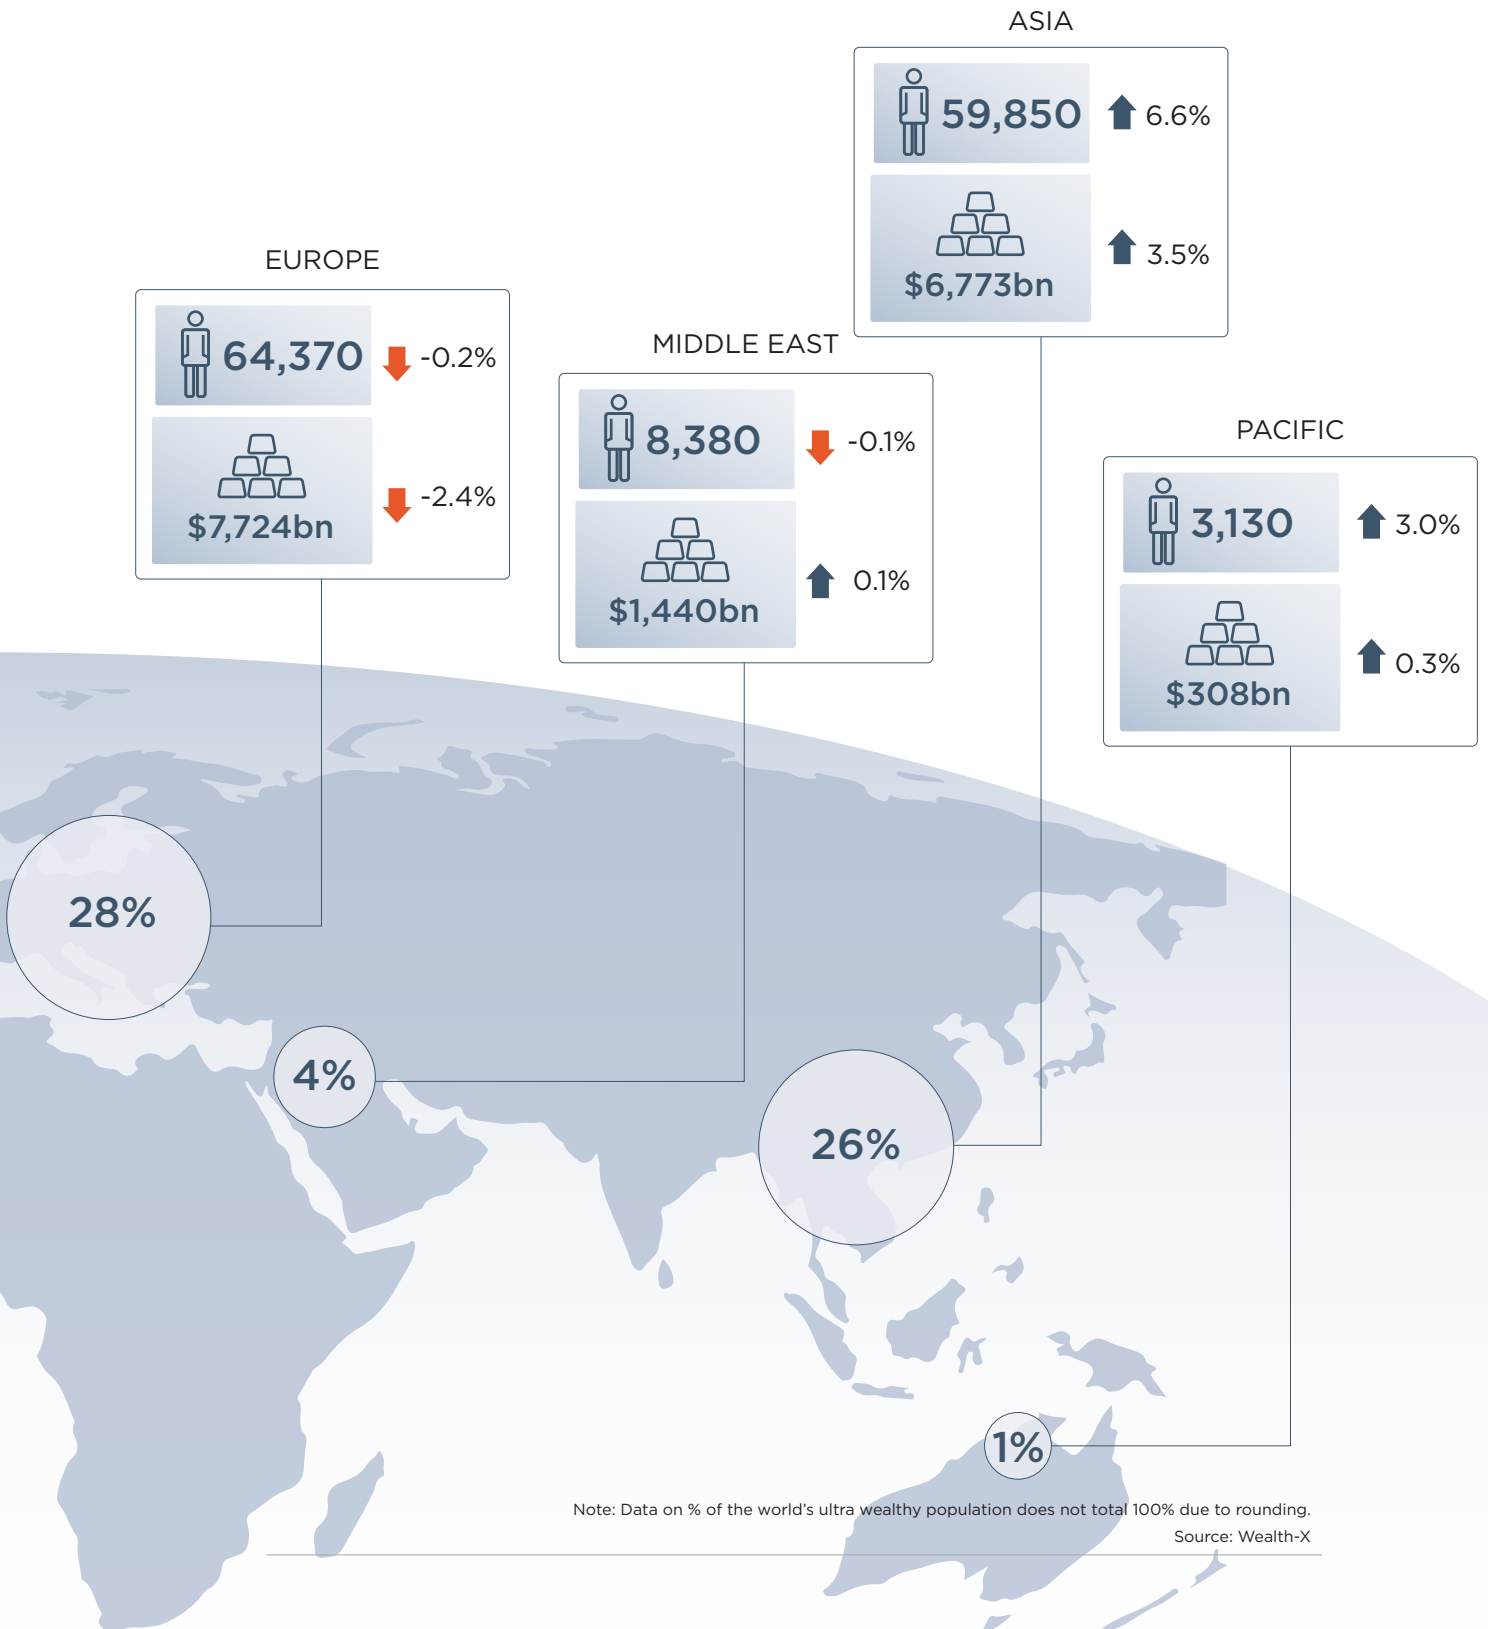 ASIA
59,850
6.6%
$6,773bn
3.5%
EUROPE
64,370
-0.2%
$7,724bn
-2.4%
MIDDLE EAST
8,380
-0.1%
$1,440bn
0.1%
PACIFIC
3,130
3.0%
$308bn
0.3%
28%
4%
26%
1%
Note: Data on % of the world's ultra wealthy population does not total 100% due to rounding.
Source: Wealth-X